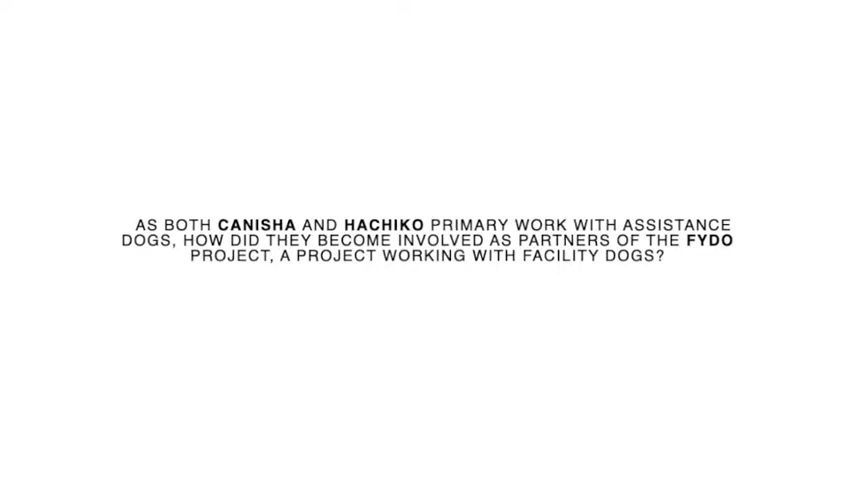 AS BOTH CANISHA AND HACHIKO PRIMARY WORK WITH ASSISTANCE
DOGS, HOW DID THEY BECOME INVOLVED AS PARTNERS OF THE FYDO
PROJECT, A PROJECT WORKING WITH FACILITY DOGS?